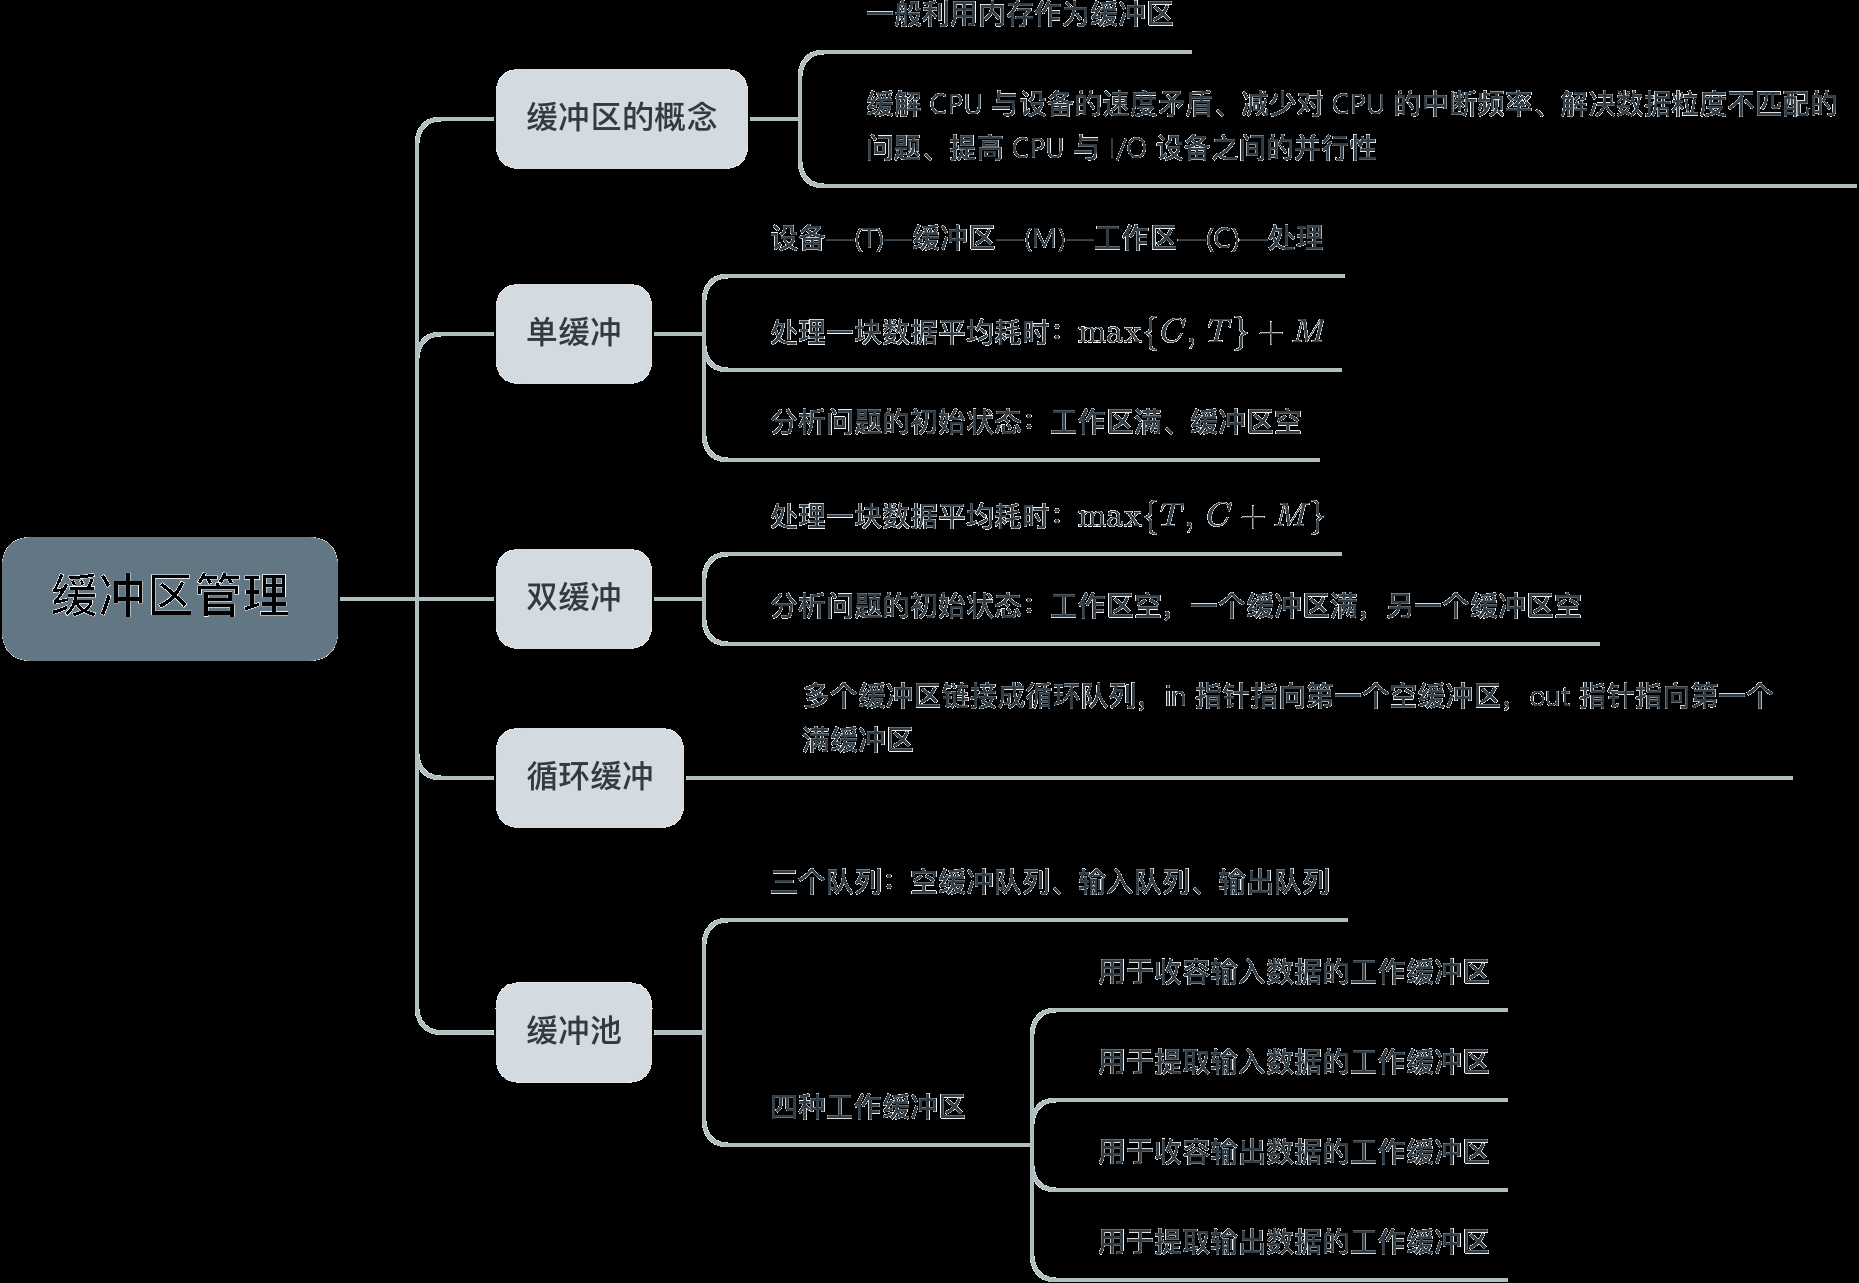 一般利用内存作为缓冲区
缓冲区的概念
缓解 CPU 与设备的速度矛盾、减少对 CPU 的中断频率、解决数据粒度不匹配的
问题、提高 CPU 与 I/O 设备之间的并行性
设备—(T)—缓冲区—(M)—工作区—(C)—处理
单缓冲
处理一块数据平均耗时：max{C, T} + M
分析问题的初始状态：工作区满、缓冲区空
处理一块数据平均耗时：max{T, C + M}
缓冲区管理
双缓冲
分析问题的初始状态：工作区空，一个缓冲区满，另一个缓冲区空
多个缓冲区链接成循环队列，in 指针指向第一个空缓冲区，out 指针指向第一个
满缓冲区
循环缓冲
三个队列：空缓冲队列、输入队列、输出队列
缓冲池
用于收容输入数据的工作缓冲区
用于提取输入数据的工作缓冲区
四种工作缓冲区
用于收容输出数据的工作缓冲区
用于提取输出数据的工作缓冲区